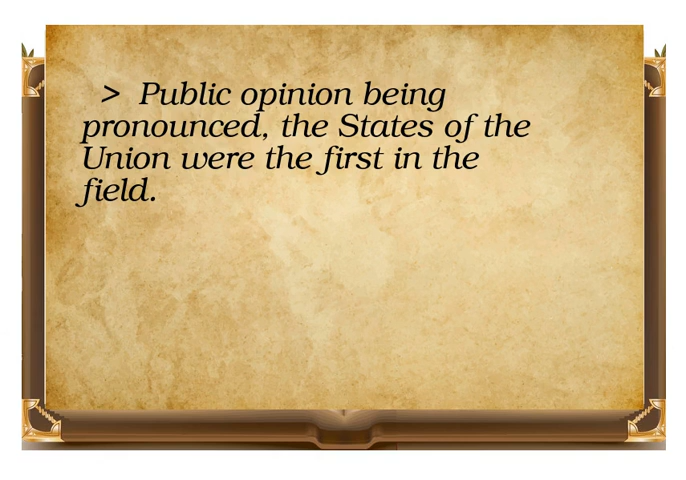 > Public opinion being
pronounced, the States of the
Union were the first in the
field.